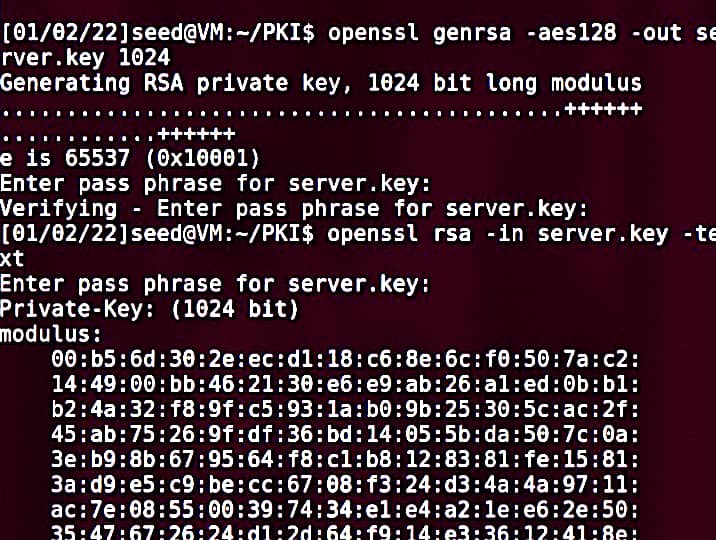 [01/02/22]seed@VM:~/PKI$ openssl genrsa -aes128 -out se
rver.key 1024
Generating RSA private key, 1024 bit long modulus
...........................................++++++
............++++++
e is 65537 (0x10001)
Enter pass phrase for server.key:
Verifying - Enter pass phrase for server.key:
[01/02/22]seed@VM:~/PKI$ openssl rsa -in server.key -te
xt
Enter pass phrase for server.key:
Private-Key: (1024 bit)
modulus:
    00:b5:6d:30:2e:ec:d1:18:c6:8e:6c:f0:50:7a:c2:
    14:49:00:bb:46:21:30:e6:e9:ab:26:a1:ed:0b:b1:
    b2:4a:32:f8:9f:c5:93:1a:b0:9b:25:30:5c:ac:2f:
    45:ab:75:26:9f:df:36:bd:14:05:5b:da:50:7c:0a:
    3e:b9:8b:67:95:64:f8:c1:b8:12:83:81:fe:15:81:
    3a:d9:e5:c9:be:cc:67:08:f3:24:d3:4a:4a:97:11:
    ac:7e:08:55:00:39:74:34:e1:e4:a2:1e:e6:2e:50:
    35:47:67:26:24:d1:2d:64:f9:14:e3:36:12:41:8e: